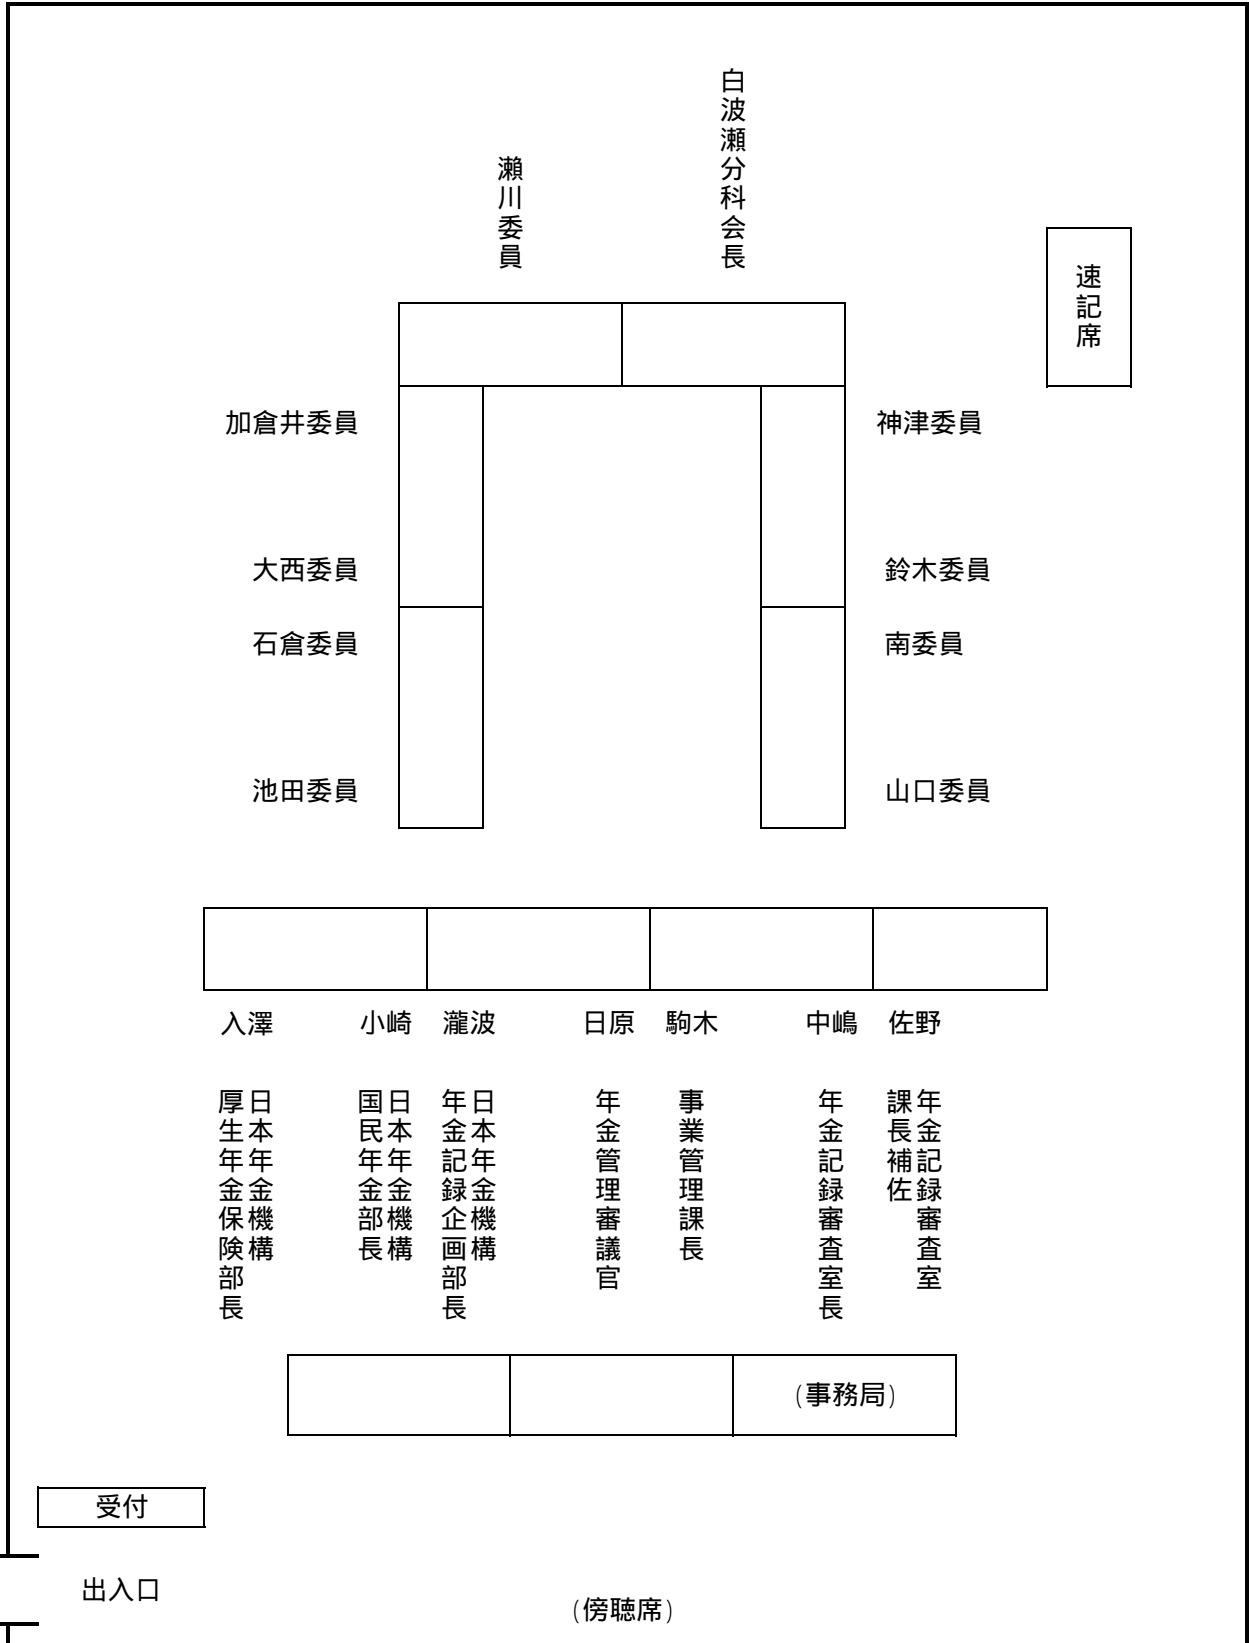 白波瀬分科会長
瀨川委員
速記席
加倉井委員
神津委員
大西委員
鈴木委員
石倉委員
南委員
池田委員
山口委員
入澤
小崎
瀧波
日原
駒木
中嶋
佐野
日本年金機構
厚生年金保険部長
日本年金機構
国民年金部長
日本年金機構
年金記録企画部長
年金管理審議官
事業管理課長
年金記録審査室長
年金記録審査室
課長補佐
(事務局)
受付
出入口
(傍聴席)